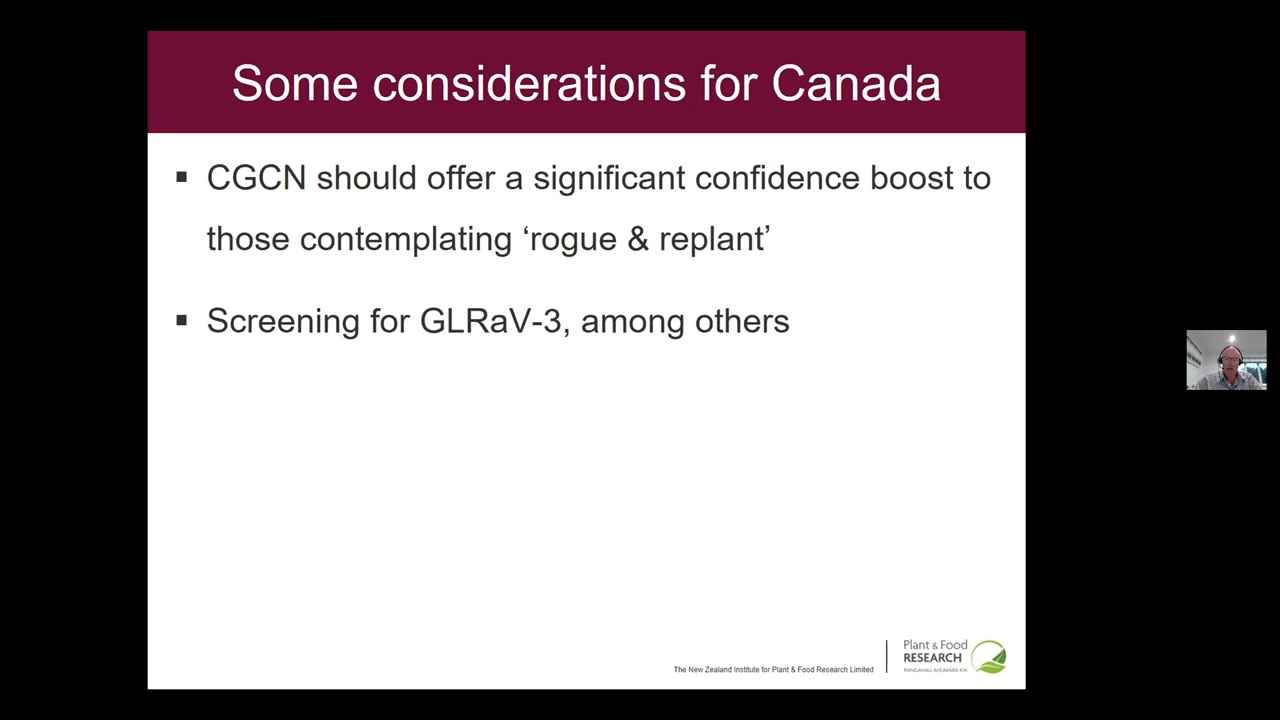 Some considerations for Canada
▪ CGCN should offer a significant confidence boost to
those contemplating ‘rogue & replant’
▪ Screening for GLRaV-3, among others
The New Zealand Institute for Plant & Food Research Limited
Plant & Food
RESEARCH
RANGAHAU AHUMĀRA KAI